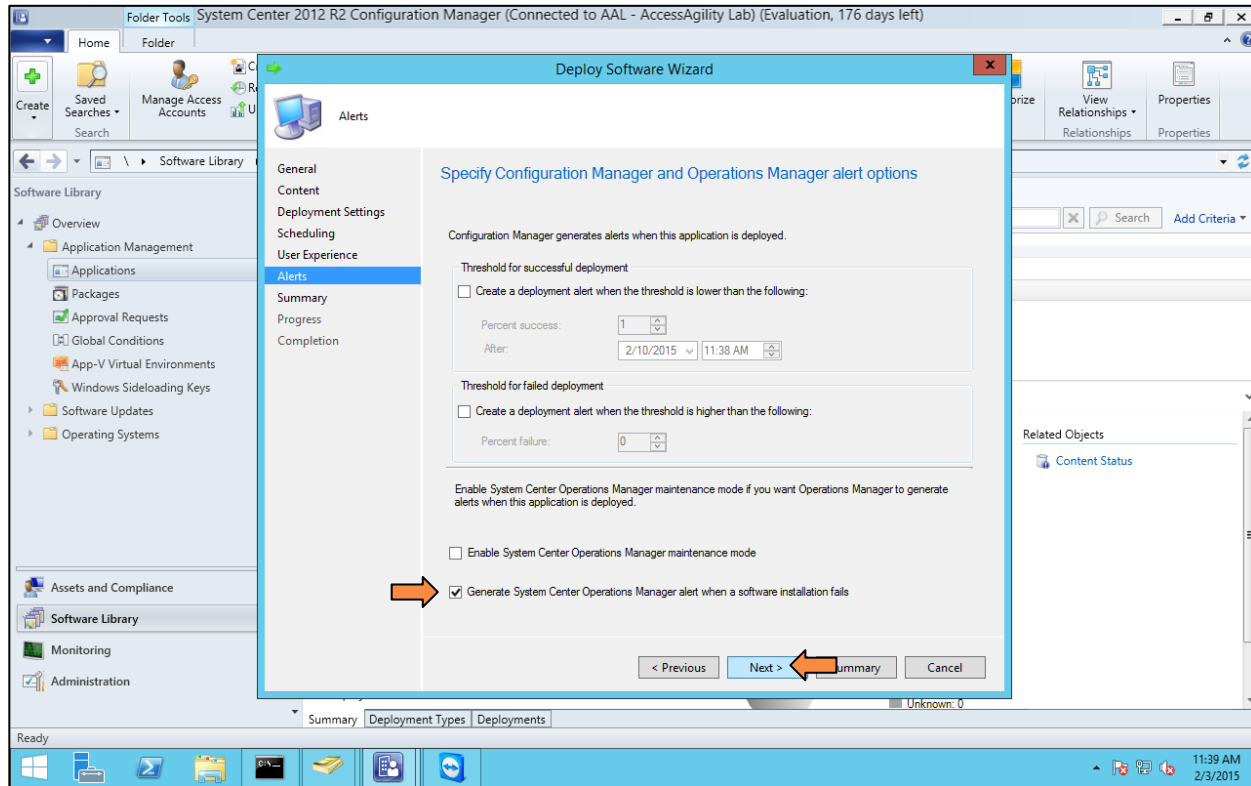 Folder Tools System Center 2012 R2 Configuration Manager (Connected to AAL - AccessAgility Lab) (Evaluation, 176 days left)
Home Folder
Create
Saved Searches
Manage Access Accounts
View Relationships
Properties
Search
Relationships
Properties
\ Software Library
Software Library
Overview
Application Management
Applications
Packages
Approval Requests
Global Conditions
App-V Virtual Environments
Windows Sideloading Keys
Software Updates
Operating Systems
Assets and Compliance
Software Library
Monitoring
Administration
Ready
Deploy Software Wizard
x
Alerts
General
Content
Deployment Settings
Scheduling
User Experience
Alerts
Summary
Progress
Completion
Specify Configuration Manager and Operations Manager alert options
Configuration Manager generates alerts when this application is deployed.
Threshold for successful deployment
Create a deployment alert when the threshold is lower than the following:
Percent success: 1
After: 2/10/2015 11:38 AM
Threshold for failed deployment
Create a deployment alert when the threshold is higher than the following:
Percent failure: 0
Enable System Center Operations Manager maintenance mode if you want Operations Manager to generate
alerts when this application is deployed.
Enable System Center Operations Manager maintenance mode
Generate System Center Operations Manager alert when a software installation fails
< Previous Next > ummary Cancel
Search Add Criteria
Related Objects
Content Status
Unknown: 0
Summary Deployment Types Deployments
11:39 AM
2/3/2015